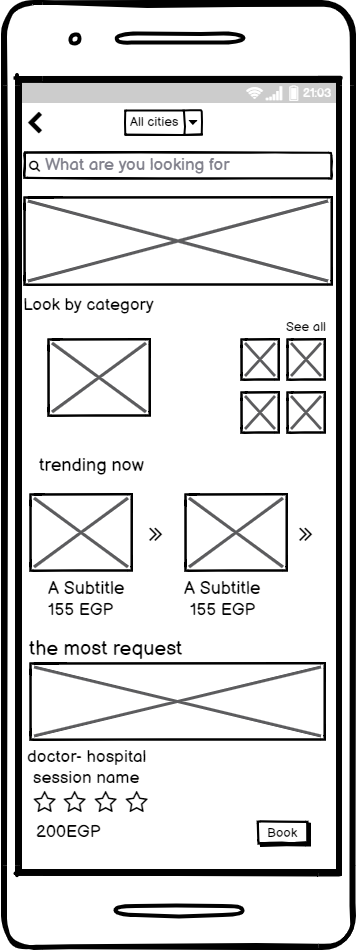 21:03
All cities
What are you looking for
Look by category
See all
trending now
A Subtitle
155 EGP
A Subtitle
155 EGP
the most request
doctor- hospital
session name
200EGP
Book